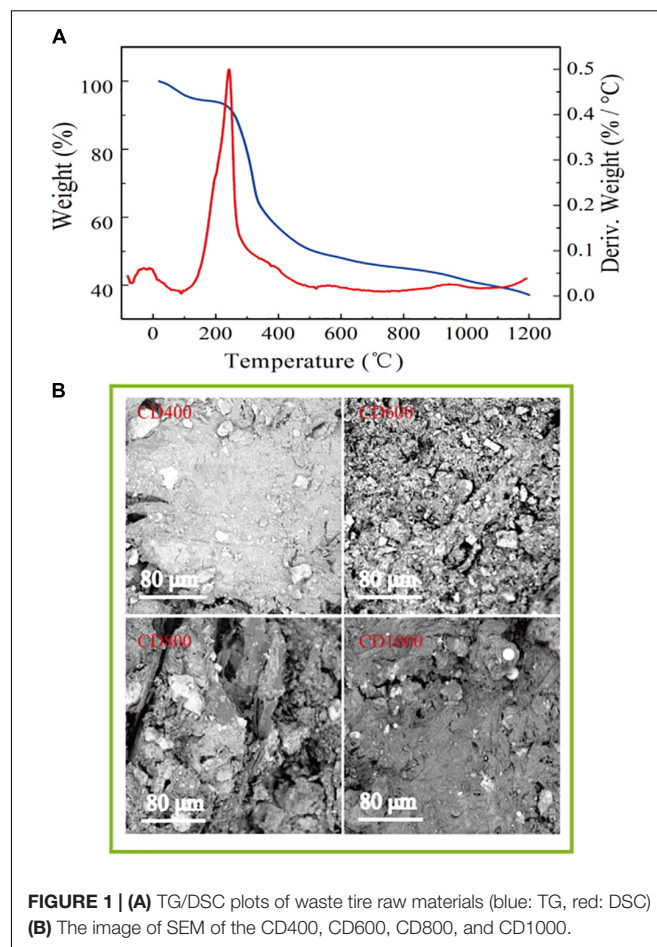 A
Weight (%)
100
80
60
40
0.5
0.4
0.3
0.2
0.1
0.0
Deriv. Weight (% / °C)
0 200 400 600 800 1000 1200
Temperature (℃)
B
CD400
80 μm
CD600
80 μm
CD800
80 μm
CD1000
80 μm
FIGURE 1 | (A) TG/DSC plots of waste tire raw materials (blue: TG, red: DSC)
(B) The image of SEM of the CD400, CD600, CD800, and CD1000.